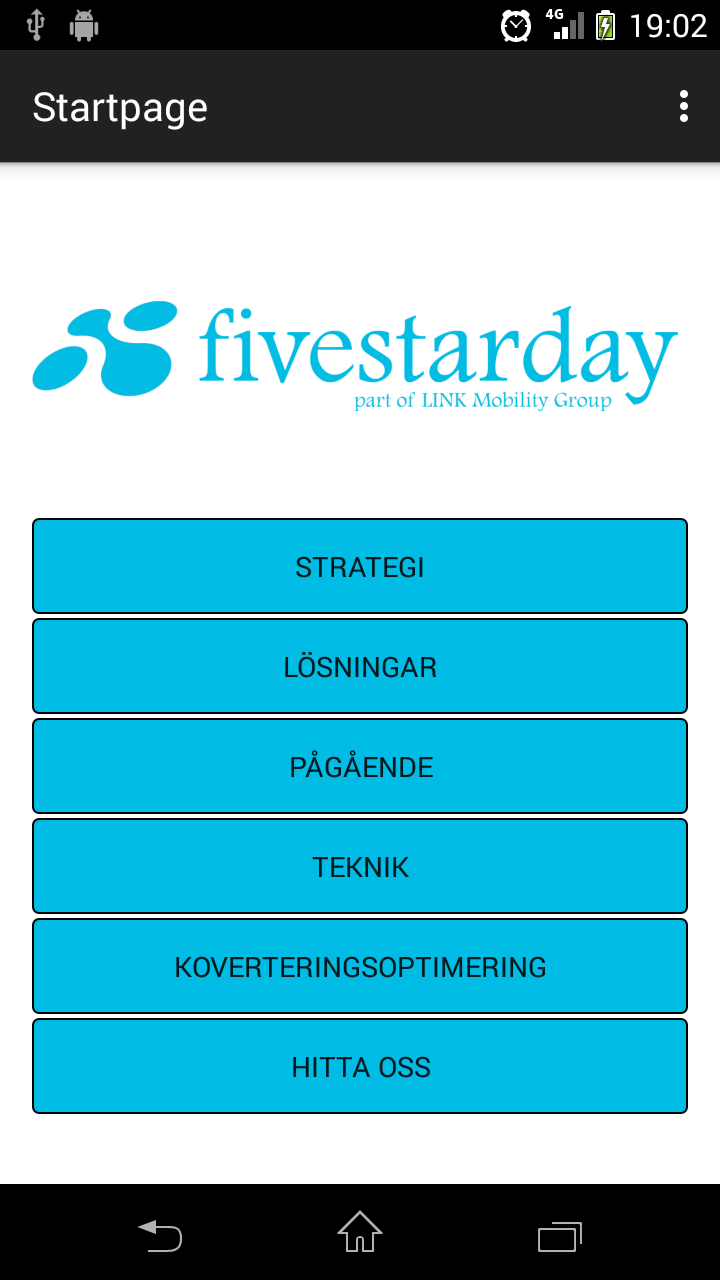 4G 19:02
Startpage
fivestarday
part of LINK Mobility Group
STRATEGI
LÖSNINGAR
PÅGÅENDE
TEKNIK
KOVERTERINGSOPTIMERING
HITTA OSS